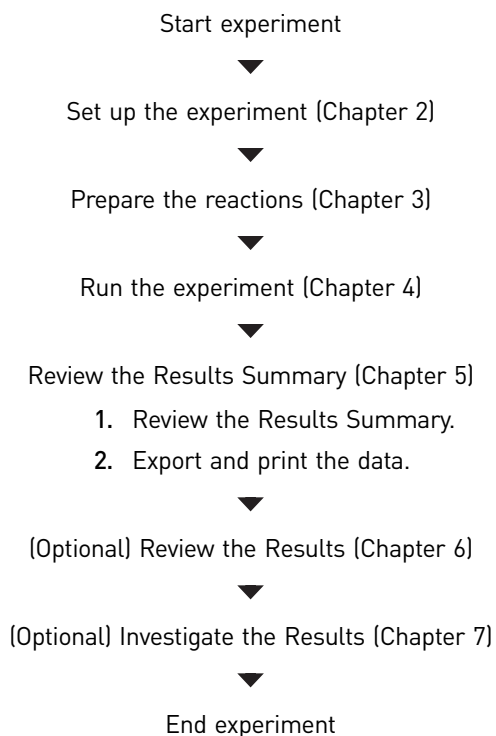 Start experiment
Set up the experiment (Chapter 2)
Prepare the reactions (Chapter 3)
Run the experiment (Chapter 4)
Review the Results Summary (Chapter 5)
1. Review the Results Summary.
2. Export and print the data.
(Optional) Review the Results (Chapter 6)
(Optional) Investigate the Results (Chapter 7)
End experiment